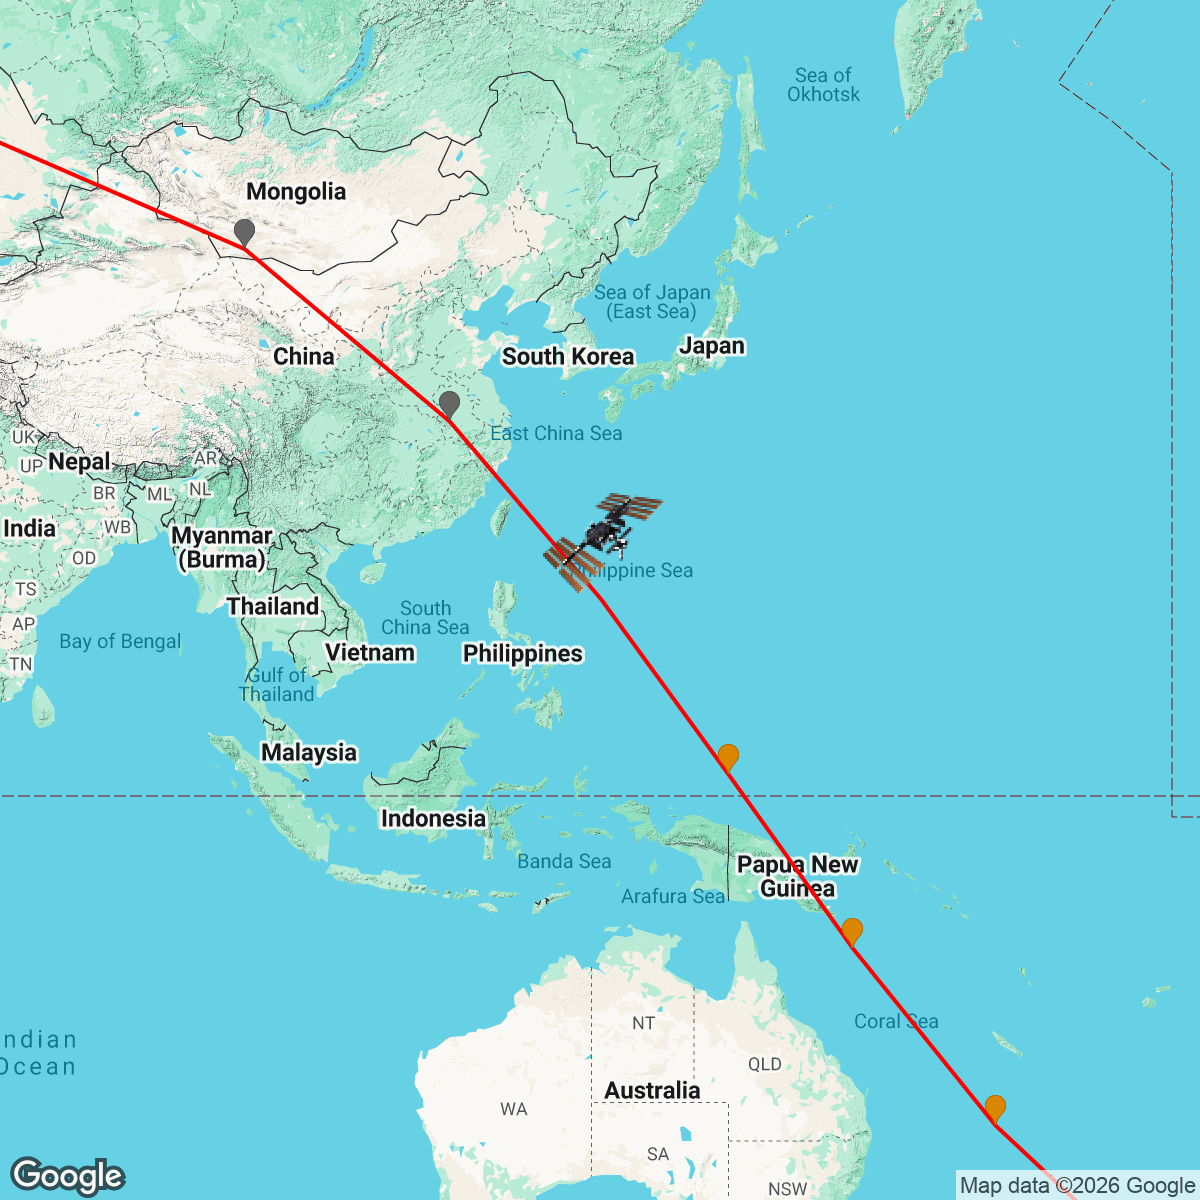 Sea of
Okhotsk
Mongolia
Sea of Japan
(East Sea)
Japan
South Korea
China
East China Sea
UK
Nepal
UP
AR
BR
ML
NL
India
WB
Myanmar
(Burma)
OD
Philippine Sea
TS
Thailand
South
China Sea
AP
Bay of Bengal
Vietnam
Philippines
TN
Gulf of
Thailand
Malaysia
Indonesia
Banda Sea
Papua New
Guinea
Arafura Sea
Coral Sea
NT
Indian
Ocean
QLD
Australia
WA
SA
NSW
Google
Map data ©2026 Google